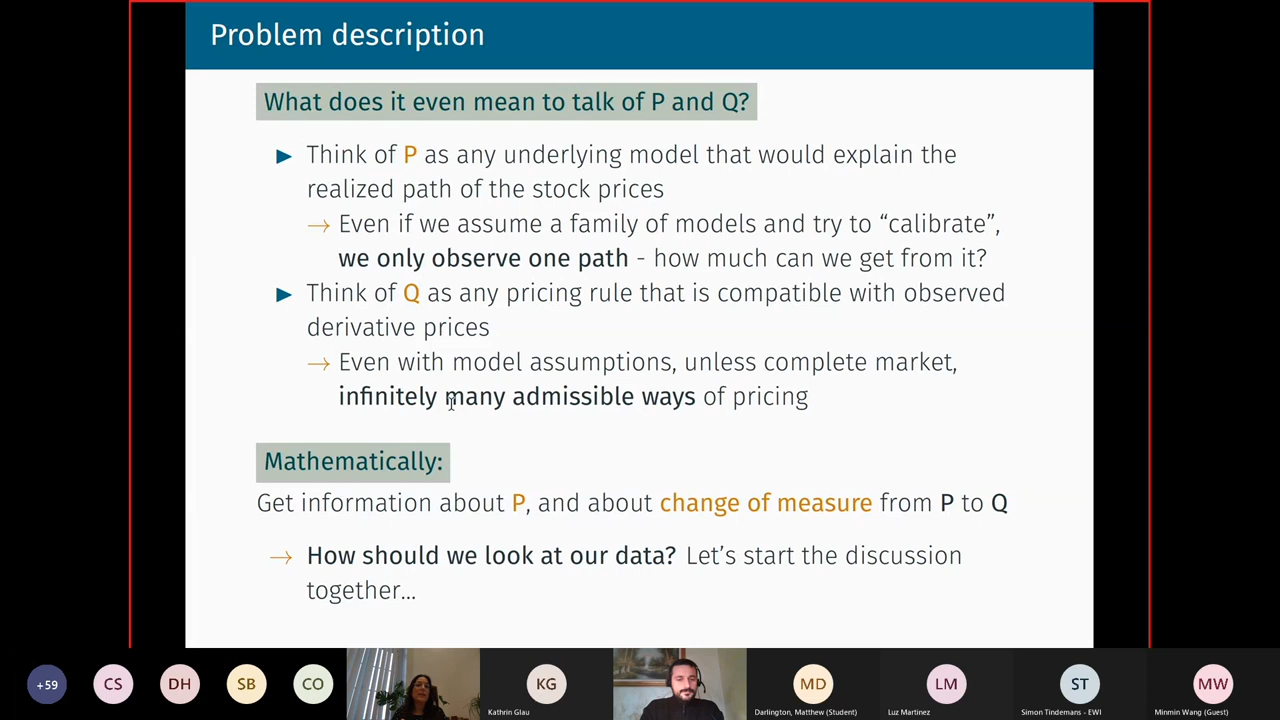 Problem description
What does it even mean to talk of P and Q?
▶ Think of P as any underlying model that would explain the
realized path of the stock prices
→ Even if we assume a family of models and try to “calibrate”,
we only observe one path - how much can we get from it?
▶ Think of Q as any pricing rule that is compatible with observed
derivative prices
→ Even with model assumptions, unless complete market,
infinitely many admissible ways of pricing
Mathematically:
Get information about P, and about change of measure from P to Q
→ How should we look at our data? Let’s start the discussion
together...
+59
CS
DH
SB
CO
KG
Kathrin Glau
MD
Darlington, Matthew (Student)
LM
Luz Martinez
ST
Simon Tindemans - EWI
MW
Minmin Wang (Guest)